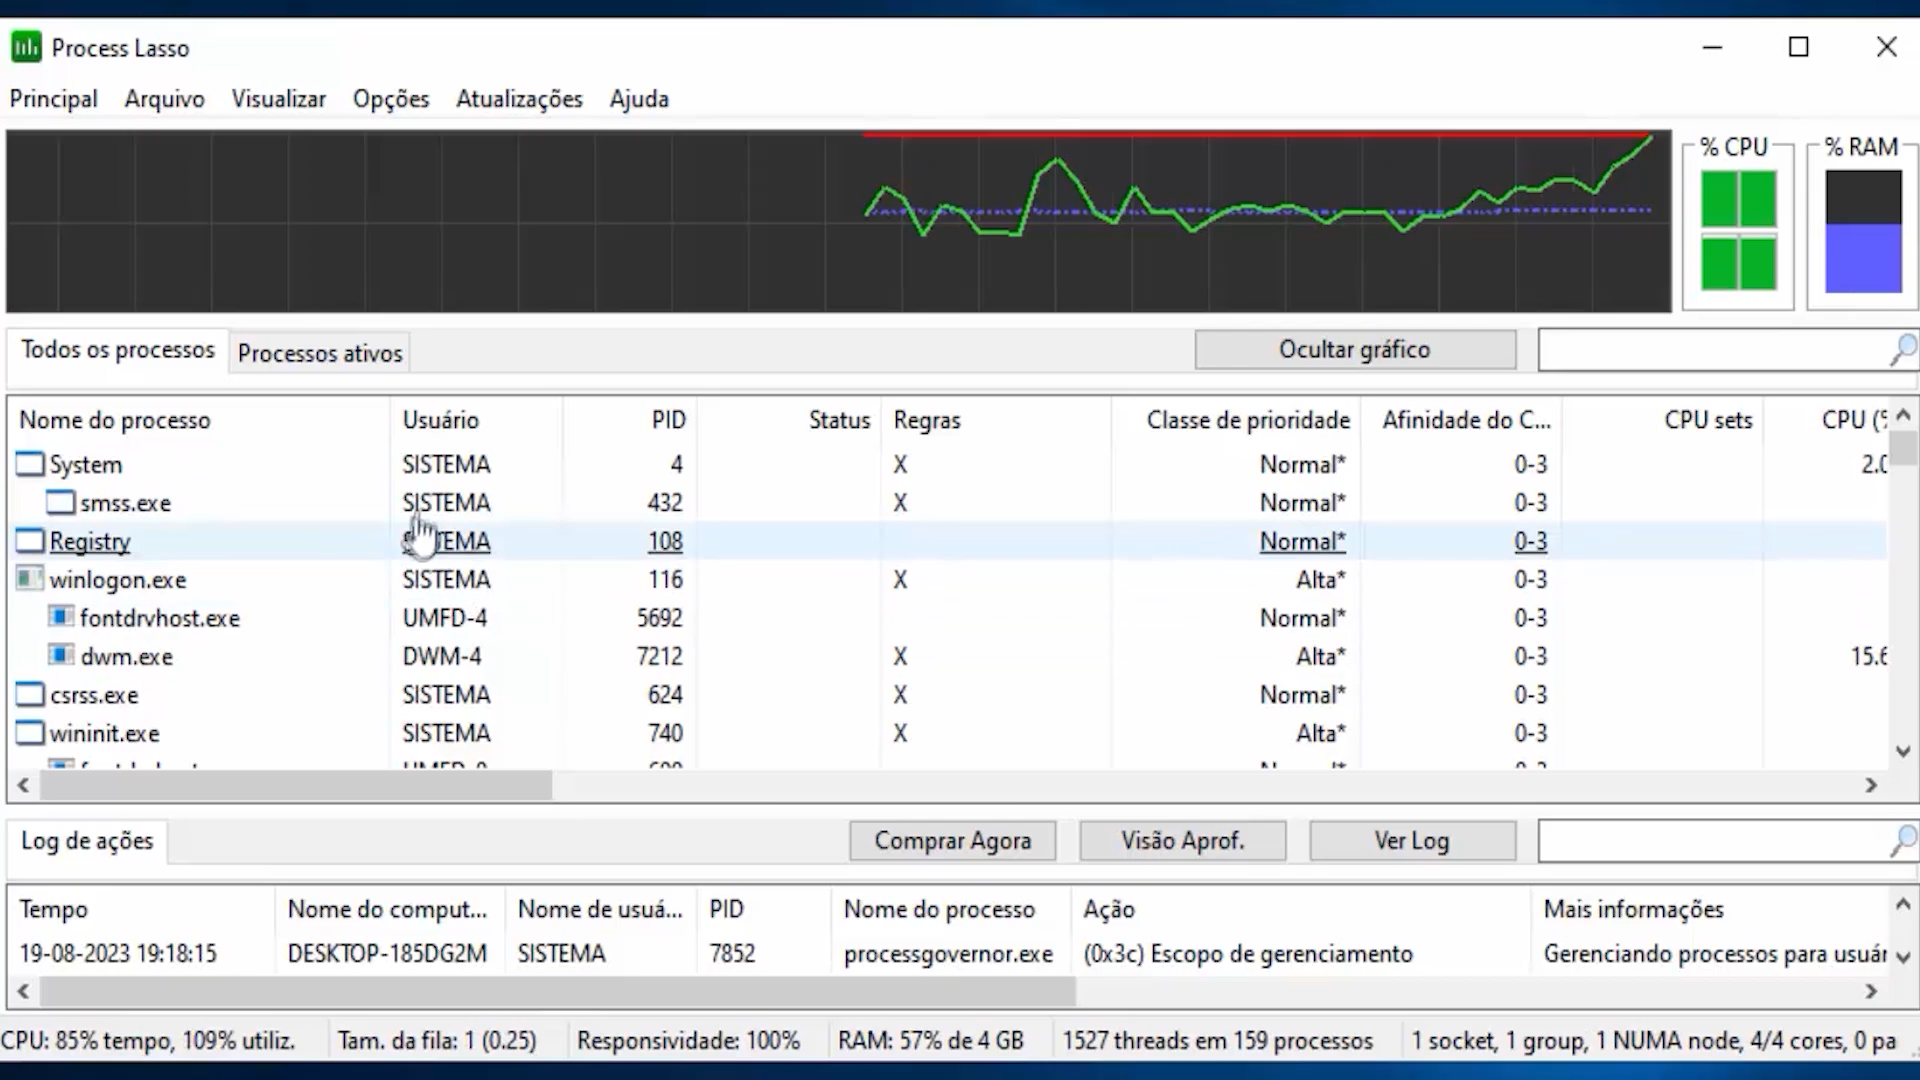 Process Lasso
Principal Arquivo Visualizar Opções Atualizações Ajuda
% CPU % RAM
Todos os processos Processos ativos Ocultar gráfico
Nome do processo Usuário PID Status Regras Classe de prioridade Afinidade do C... CPU sets CPU (%
System SISTEMA 4 X Normal* 0-3 2.0
smss.exe SISTEMA 432 X Normal* 0-3
Registry 108 Normal* 0-3
winlogon.exe SISTEMA 116 X Alta* 0-3
fontdrvhost.exe UMFD-4 5692 Normal* 0-3
dwm.exe DWM-4 7212 X Alta* 0-3 15.6
csrss.exe SISTEMA 624 X Normal* 0-3
wininit.exe SISTEMA 740 X Alta* 0-3
Log de ações Comprar Agora Visão Aprof. Ver Log
Tempo Nome do comput... Nome de usuá... PID Nome do processo Ação Mais informações
19-08-2023 19:18:15 DESKTOP-185DG2M SISTEMA 7852 processgovernor.exe (0x3c) Escopo de gerenciamento Gerenciando processos para usuár
CPU: 85% tempo, 109% utiliz. Tam. da fila: 1 (0.25) Responsividade: 100% RAM: 57% de 4 GB 1527 threads em 159 processos 1 socket, 1 group, 1 NUMA node, 4/4 cores, 0 pa